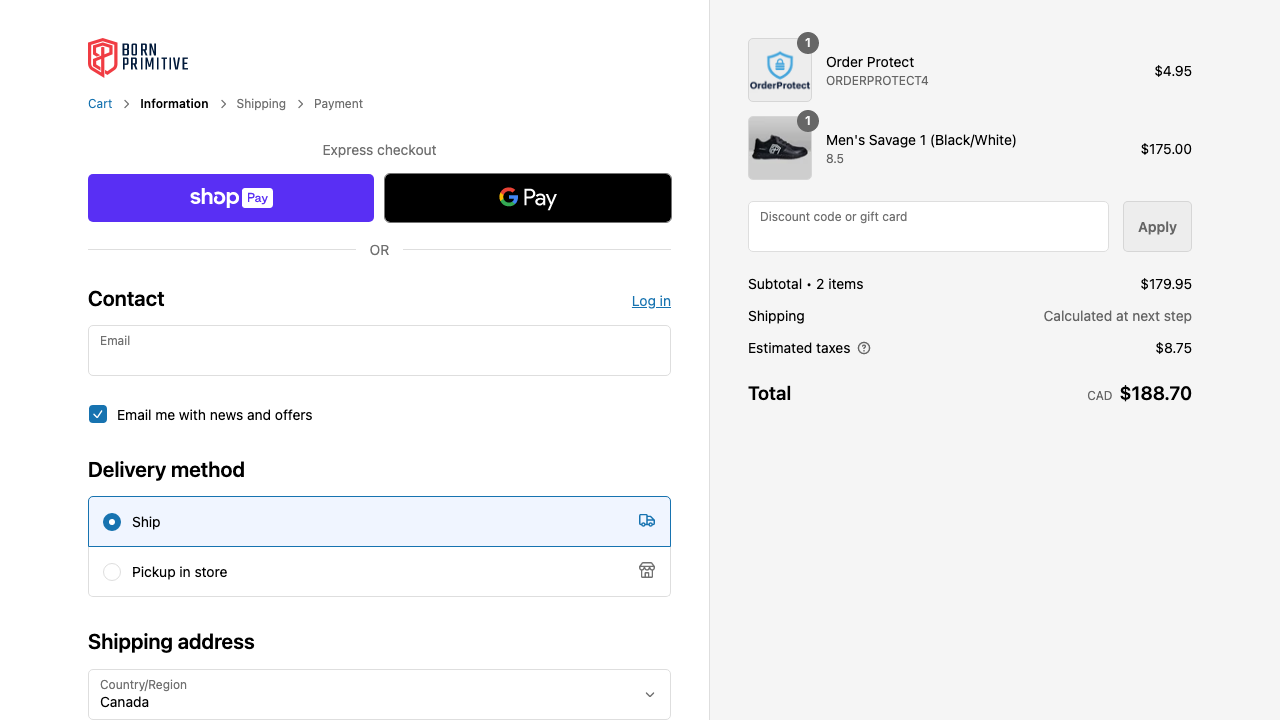 BORN
PRIMITIVE
Cart
Information
Shipping
Payment
Express checkout
shop Pay
G Pay
OR
Contact
Log in
Email
Email me with news and offers
Delivery method
Ship
Pickup in store
Shipping address
Country/Region
Canada
1
OrderProtect
Order Protect
ORDERPROTECT4
$4.95
1
Men's Savage 1 (Black/White)
8.5
$175.00
Discount code or gift card
Apply
Subtotal • 2 items
$179.95
Shipping
Calculated at next step
Estimated taxes
$8.75
Total
CAD $188.70